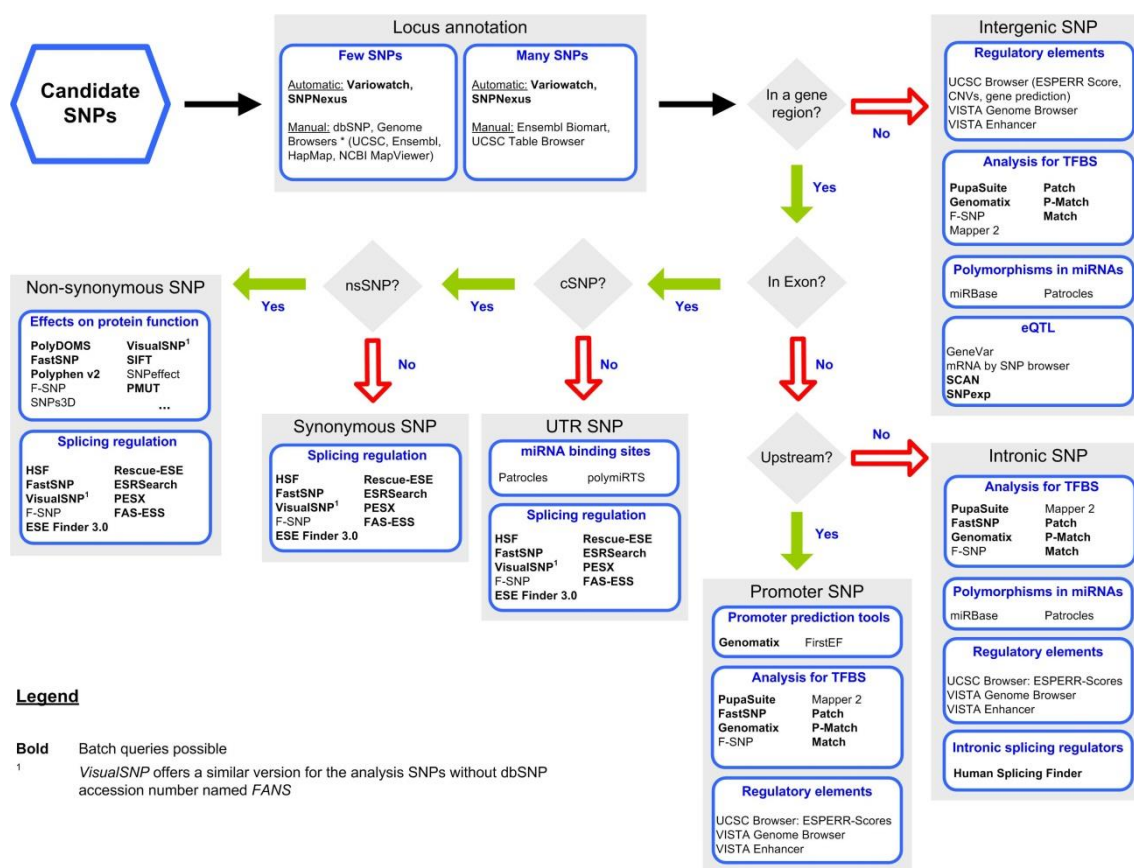 Candidate
SNPs
Locus annotation
Few SNPs
Automatic: Variowatch,
SNPNexus
Manual: dbSNP, Genome
Browsers * (UCSC, Ensembl,
HapMap, NCBI MapViewer)
Many SNPs
Automatic: Variowatch,
SNPNexus
Manual: Ensembl Biomart,
UCSC Table Browser
In a gene
region?
No
Yes
Intergenic SNP
Regulatory elements
UCSC Browser (ESPERR Score,
CNVs, gene prediction)
VISTA Genome Browser
VISTA Enhancer
Analysis for TFBS
PupaSuite Patch
Genomatix P-Match
F-SNP Match
Mapper 2
Polymorphisms in miRNAs
miRBase Patrocles
eQTL
GeneVar
mRNA by SNP browser
SCAN
SNPexp
In Exon?
Yes
No
cSNP?
Yes
No
nsSNP?
Yes
No
Non-synonymous SNP
Effects on protein function
PolyDOMS VisualSNP¹
FastSNP SIFT
Polyphen v2 SNPeffect
F-SNP PMUT
SNPs3D ...
Splicing regulation
HSF Rescue-ESE
FastSNP ESRSearch
VisualSNP¹ PESX
F-SNP FAS-ESS
ESE Finder 3.0
Synonymous SNP
Splicing regulation
HSF Rescue-ESE
FastSNP ESRSearch
VisualSNP¹ PESX
F-SNP FAS-ESS
ESE Finder 3.0
UTR SNP
miRNA binding sites
Patrocles polymiRTS
Splicing regulation
HSF Rescue-ESE
FastSNP ESRSearch
VisualSNP¹ PESX
F-SNP FAS-ESS
ESE Finder 3.0
Upstream?
No
Yes
Promoter SNP
Promoter prediction tools
Genomatix FirstEF
Analysis for TFBS
PupaSuite Mapper 2
FastSNP Patch
Genomatix P-Match
F-SNP Match
Regulatory elements
UCSC Browser: ESPERR-Scores
VISTA Genome Browser
VISTA Enhancer
Intronic SNP
Analysis for TFBS
PupaSuite Mapper 2
FastSNP Patch
Genomatix P-Match
F-SNP Match
Polymorphisms in miRNAs
miRBase Patrocles
Regulatory elements
UCSC Browser: ESPERR-Scores
VISTA Genome Browser
VISTA Enhancer
Intronic splicing regulators
Human Splicing Finder
Legend
Bold Batch queries possible
1 VisualSNP offers a similar version for the analysis SNPs without dbSNP
accession number named FANS